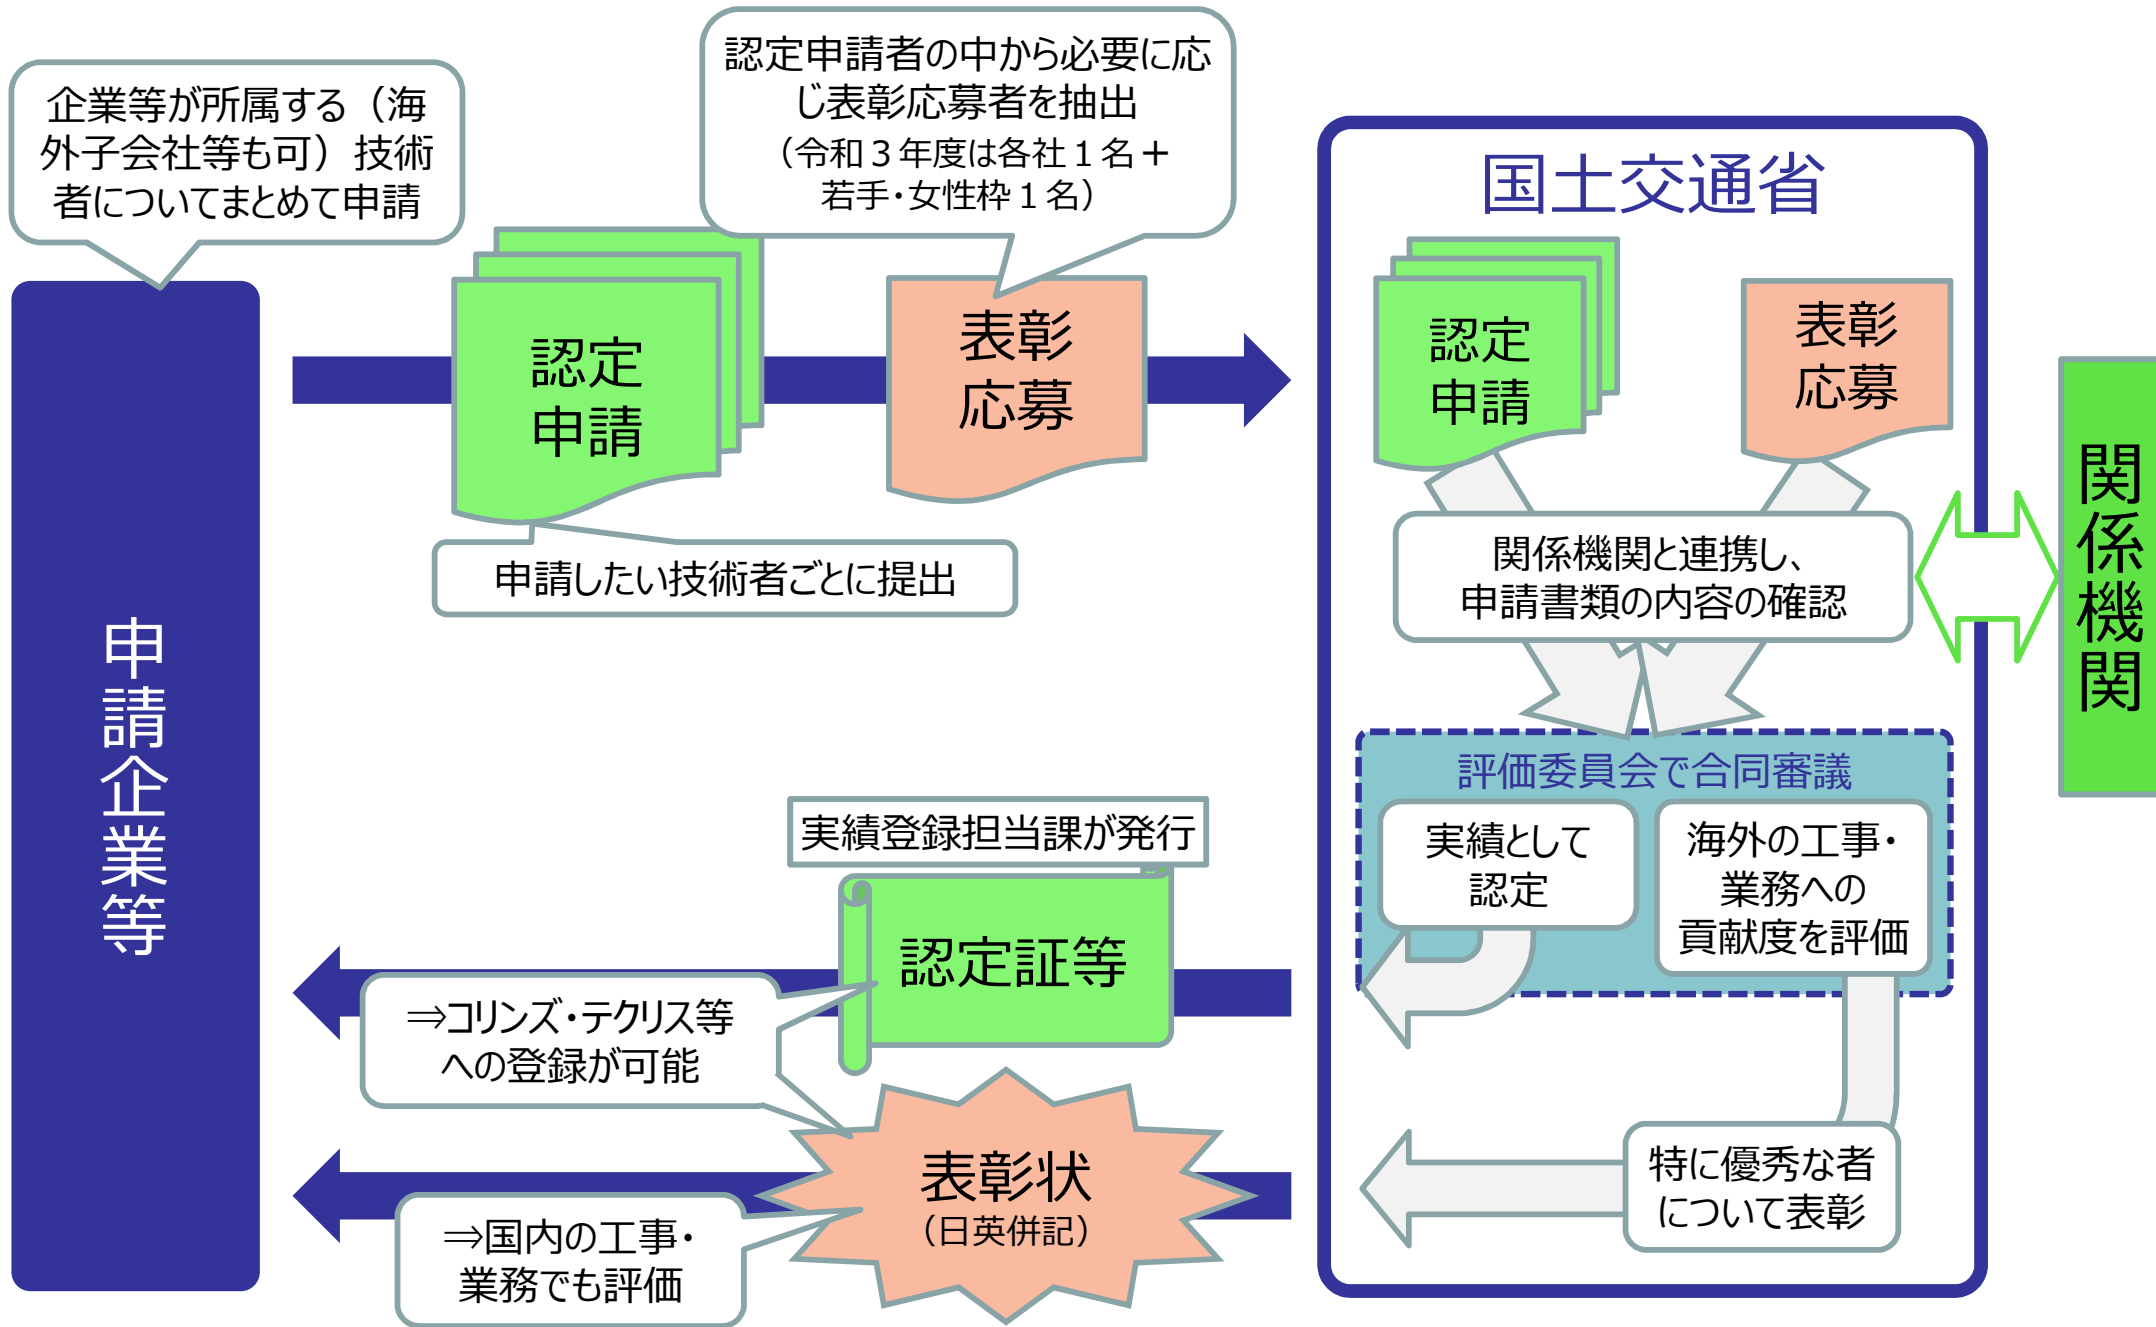 企業等が所属する（海
外子会社等も可）技術
者についてまとめて申請
認定申請者の中から必要に応
じ表彰応募者を抽出
（令和３年度は各社１名＋
若手・女性枠１名）
国土交通省
認定
申請
表彰
応募
認定
申請
表彰
応募
申請したい技術者ごとに提出
関係機関と連携し、
申請書類の内容の確認
関係機関
申請企業等
評価委員会で合同審議
実績として
認定
海外の工事・
業務への
貢献度を評価
実績登録担当課が発行
認定証等
⇒コリンズ・テクリス等
への登録が可能
表彰状
（日英併記）
特に優秀な者
について表彰
⇒国内の工事・
業務でも評価